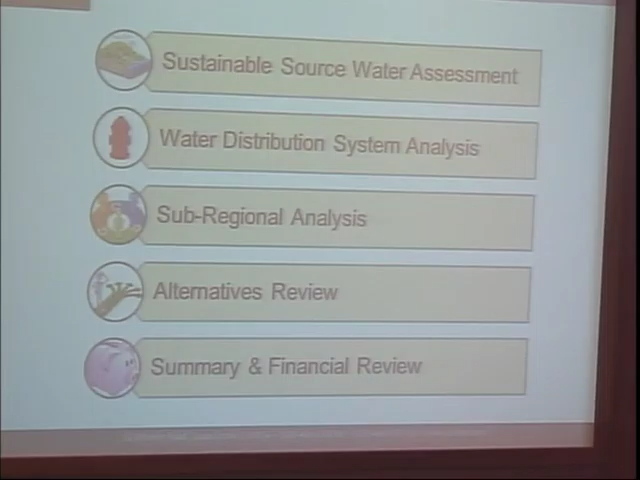 Sustainable Source Water Assessment
Water Distribution System Analysis
Sub-Regional Analysis
Alternatives Review
Summary & Financial Review